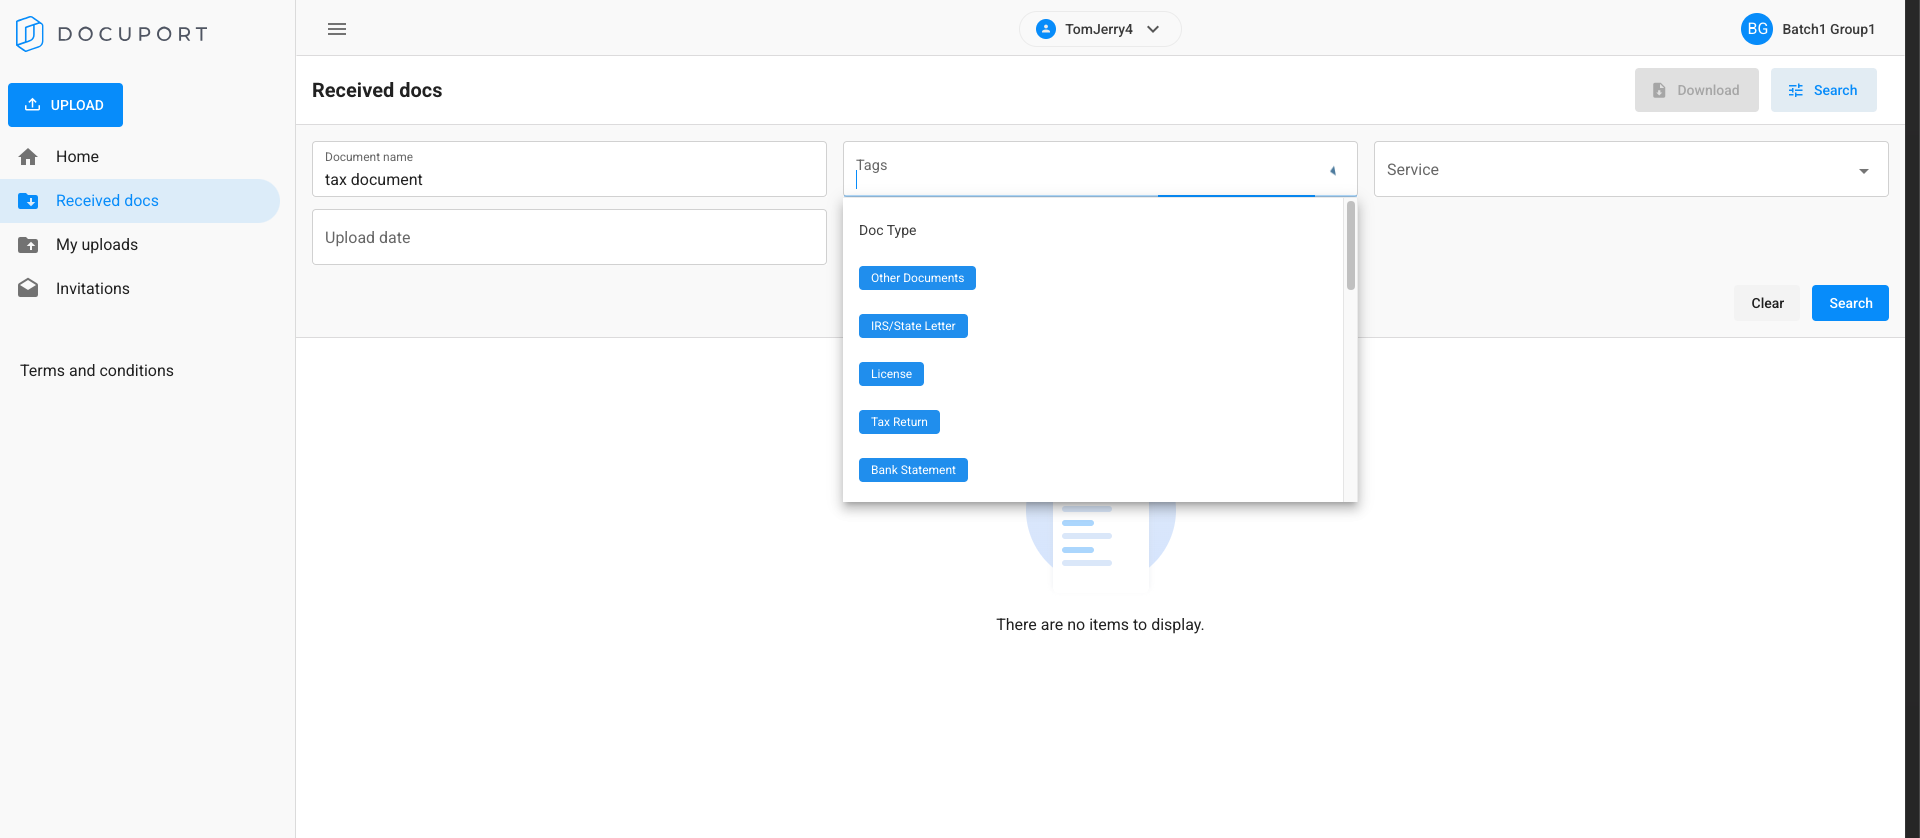 DOCUPORT
TomJerry4
BG
Batch1 Group1
UPLOAD
Home
Received docs
My uploads
Invitations
Terms and conditions
Received docs
Download
Search
Document name
tax document
Tags
Service
Upload date
Doc Type
Other Documents
IRS/State Letter
License
Tax Return
Bank Statement
Clear
Search
There are no items to display.